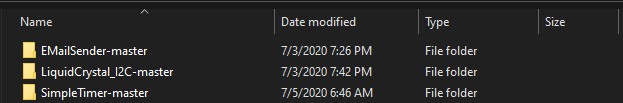 Name Date modified Type Size
EMailSender-master 7/3/2020 7:26 PM File folder
LiquidCrystal_I2C-master 7/3/2020 7:42 PM File folder
SimpleTimer-master 7/5/2020 6:46 AM File folder